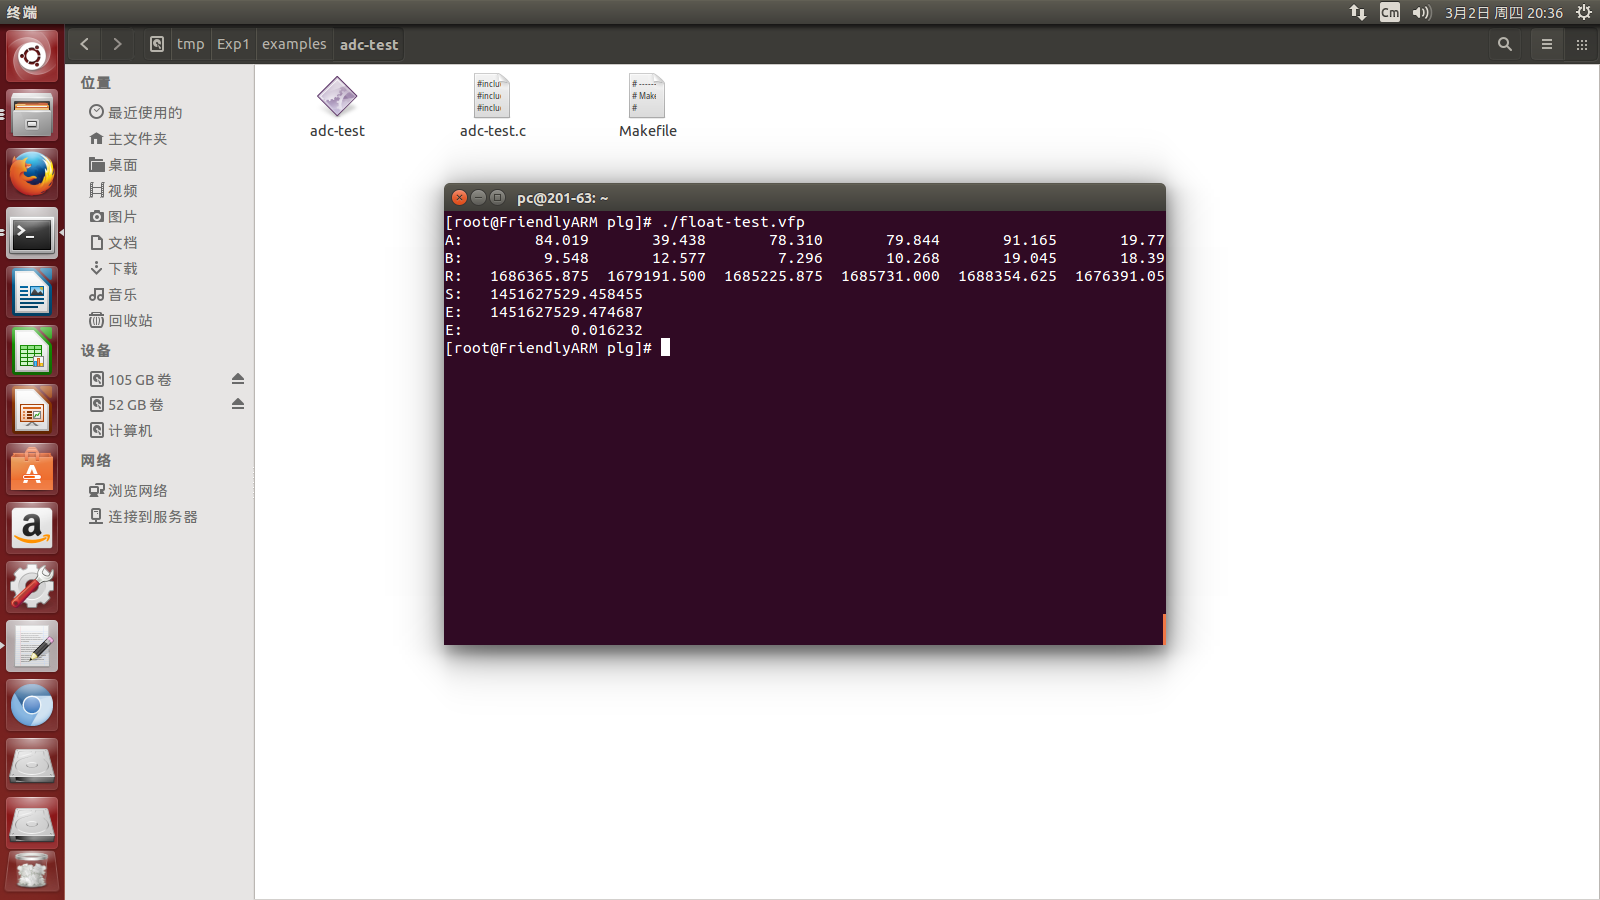 终端
Cm
3月2日 周四 20:36
tmp Exp1 examples adc-test
位置
最近使用的
主文件夹
桌面
视频
图片
文档
下载
音乐
回收站
设备
105 GB 卷
52 GB 卷
计算机
网络
浏览网络
连接到服务器
#inclu
#inclu
#inclu
# ------
# Make
#
adc-test
adc-test.c
Makefile
pc@201-63: ~
[root@FriendlyARM plg]# ./float-test.vfp
A: 84.019 39.438 78.310 79.844 91.165 19.77
B: 9.548 12.577 7.296 10.268 19.045 18.39
R: 1686365.875 1679191.500 1685225.875 1685731.000 1688354.625 1676391.05
S: 1451627529.458455
E: 1451627529.474687
E: 0.016232
[root@FriendlyARM plg]#